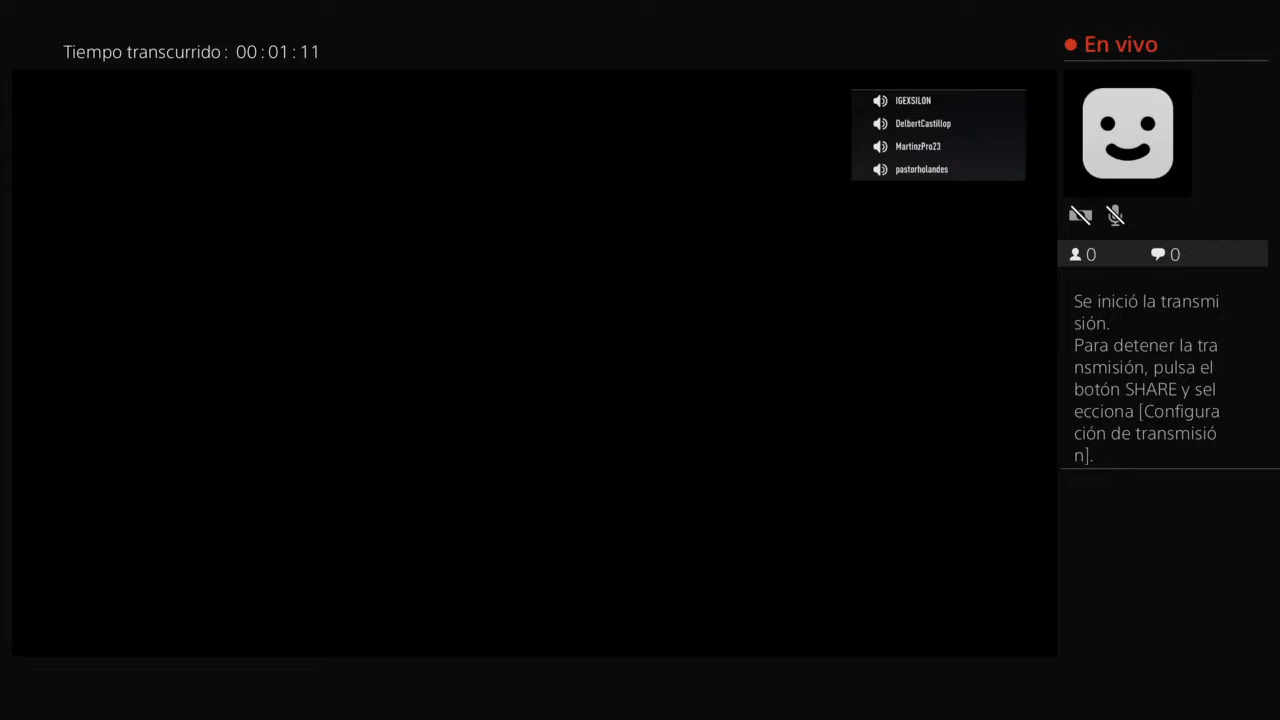 Tiempo transcurrido: 00:01:11
En vivo
IGEXSILON
DelbertCastillop
MartinzPro23
pastorholandes
0 0
Se inició la transmi
sión.
Para detener la tra
nsmisión, pulsa el
botón SHARE y sel
ecciona [Configura
ción de transmisió
n].